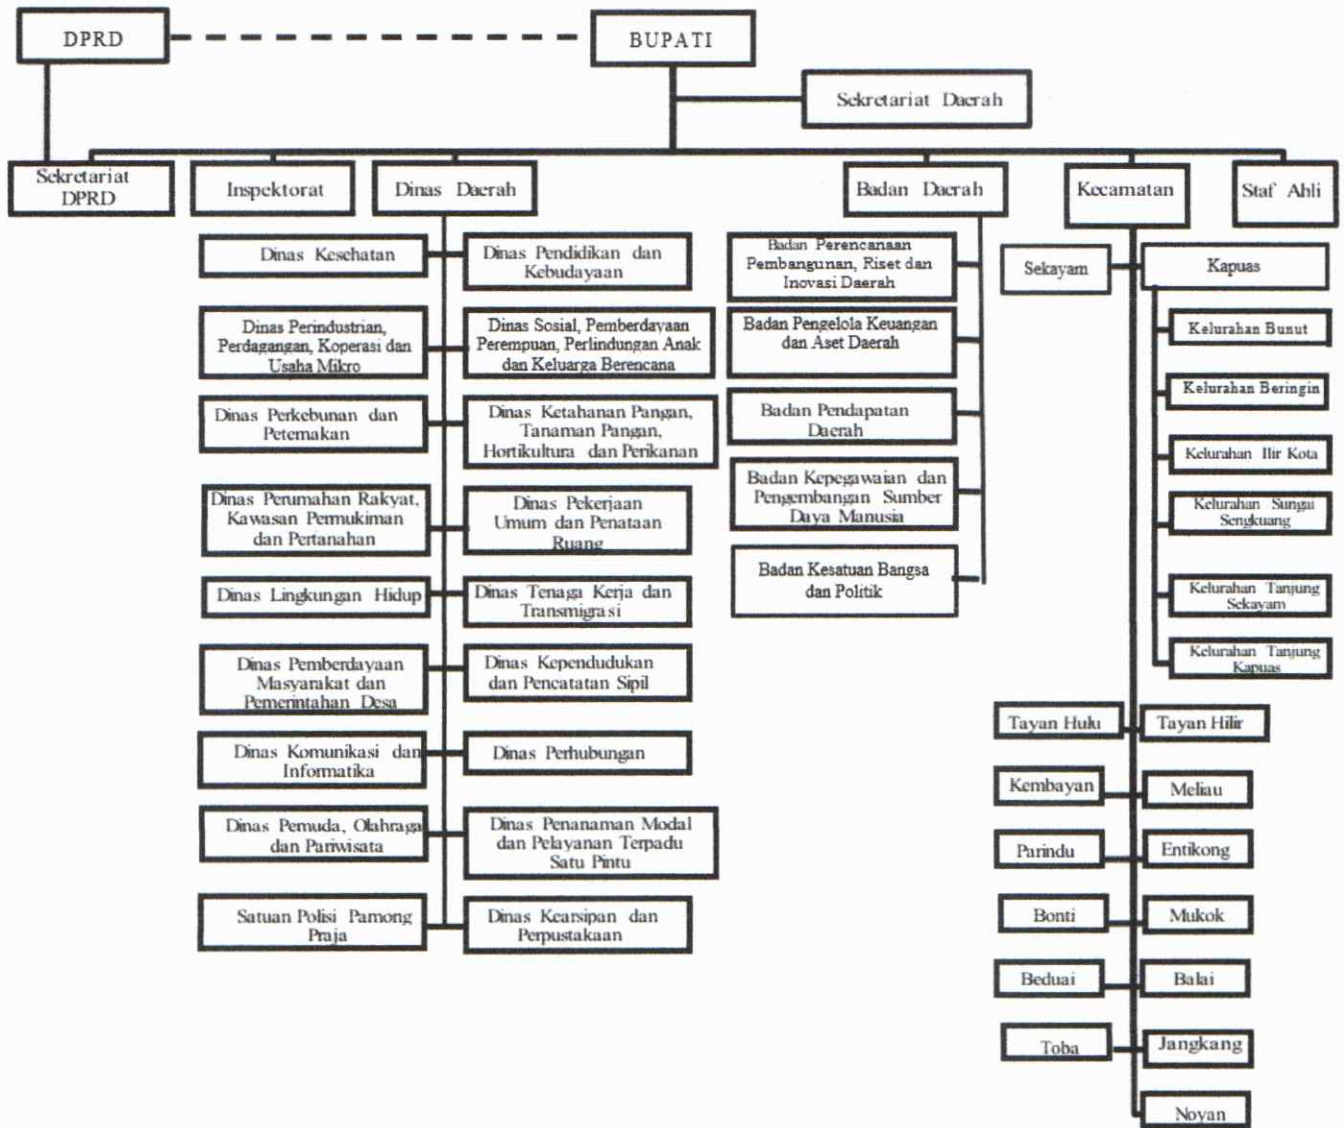 DPRD
BUPATI
Sekretariat Daerah
Sekretariat
DPRD
Inspektorat
Dinas Daerah
Badan Daerah
Kecamatan
Staf Ahli
Dinas Kesehatan
Dinas Pendidikan dan
Kebudayaan
Dinas Perindustrian,
Perdagangan, Koperasi dan
Usaha Mikro
Dinas Sosial, Pemberdayaan
Perempuan, Perlindungan Anak
dan Keluarga Berencana
Dinas Perkebunan dan
Peternakan
Dinas Ketahanan Pangan,
Tanaman Pangan,
Hortikultura dan Perikanan
Dinas Perumahan Rakyat,
Kawasan Permukiman
dan Pertanahan
Dinas Pekerjaan
Umum dan Penataan
Ruang
Dinas Lingkungan Hidup
Dinas Tenaga Kerja dan
Transmigrasi
Dinas Pemberdayaan
Masyarakat dan
Pemerintahan Desa
Dinas Kependudukan
dan Pencatatan Sipil
Dinas Komunikasi dan
Informatika
Dinas Perhubungan
Dinas Pemuda, Olahraga
dan Pariwisata
Dinas Penanaman Modal
dan Pelayanan Terpadu
Satu Pintu
Satuan Polisi Pamong
Praja
Dinas Kearsipan dan
Perpustakaan
Badan Perencanaan
Pembangunan, Riset dan
Inovasi Daerah
Badan Pengelola Keuangan
dan Aset Daerah
Badan Pendapatan
Daerah
Badan Kepegawaian dan
Pengembangan Sumber
Daya Manusia
Badan Kesatuan Bangsa
dan Politik
Sekayam
Kapuas
Kelurahan Bunut
Kelurahan Beringin
Kelurahan Ilir Kota
Kelurahan Sungai
Sengkuang
Kelurahan Tanjung
Sekayam
Kelurahan Tanjung
Kapuas
Tayan Hulu
Tayan Hilir
Kembayan
Meliau
Parindu
Entikong
Bonti
Mukok
Beduai
Balai
Toba
Jangkang
Noyan